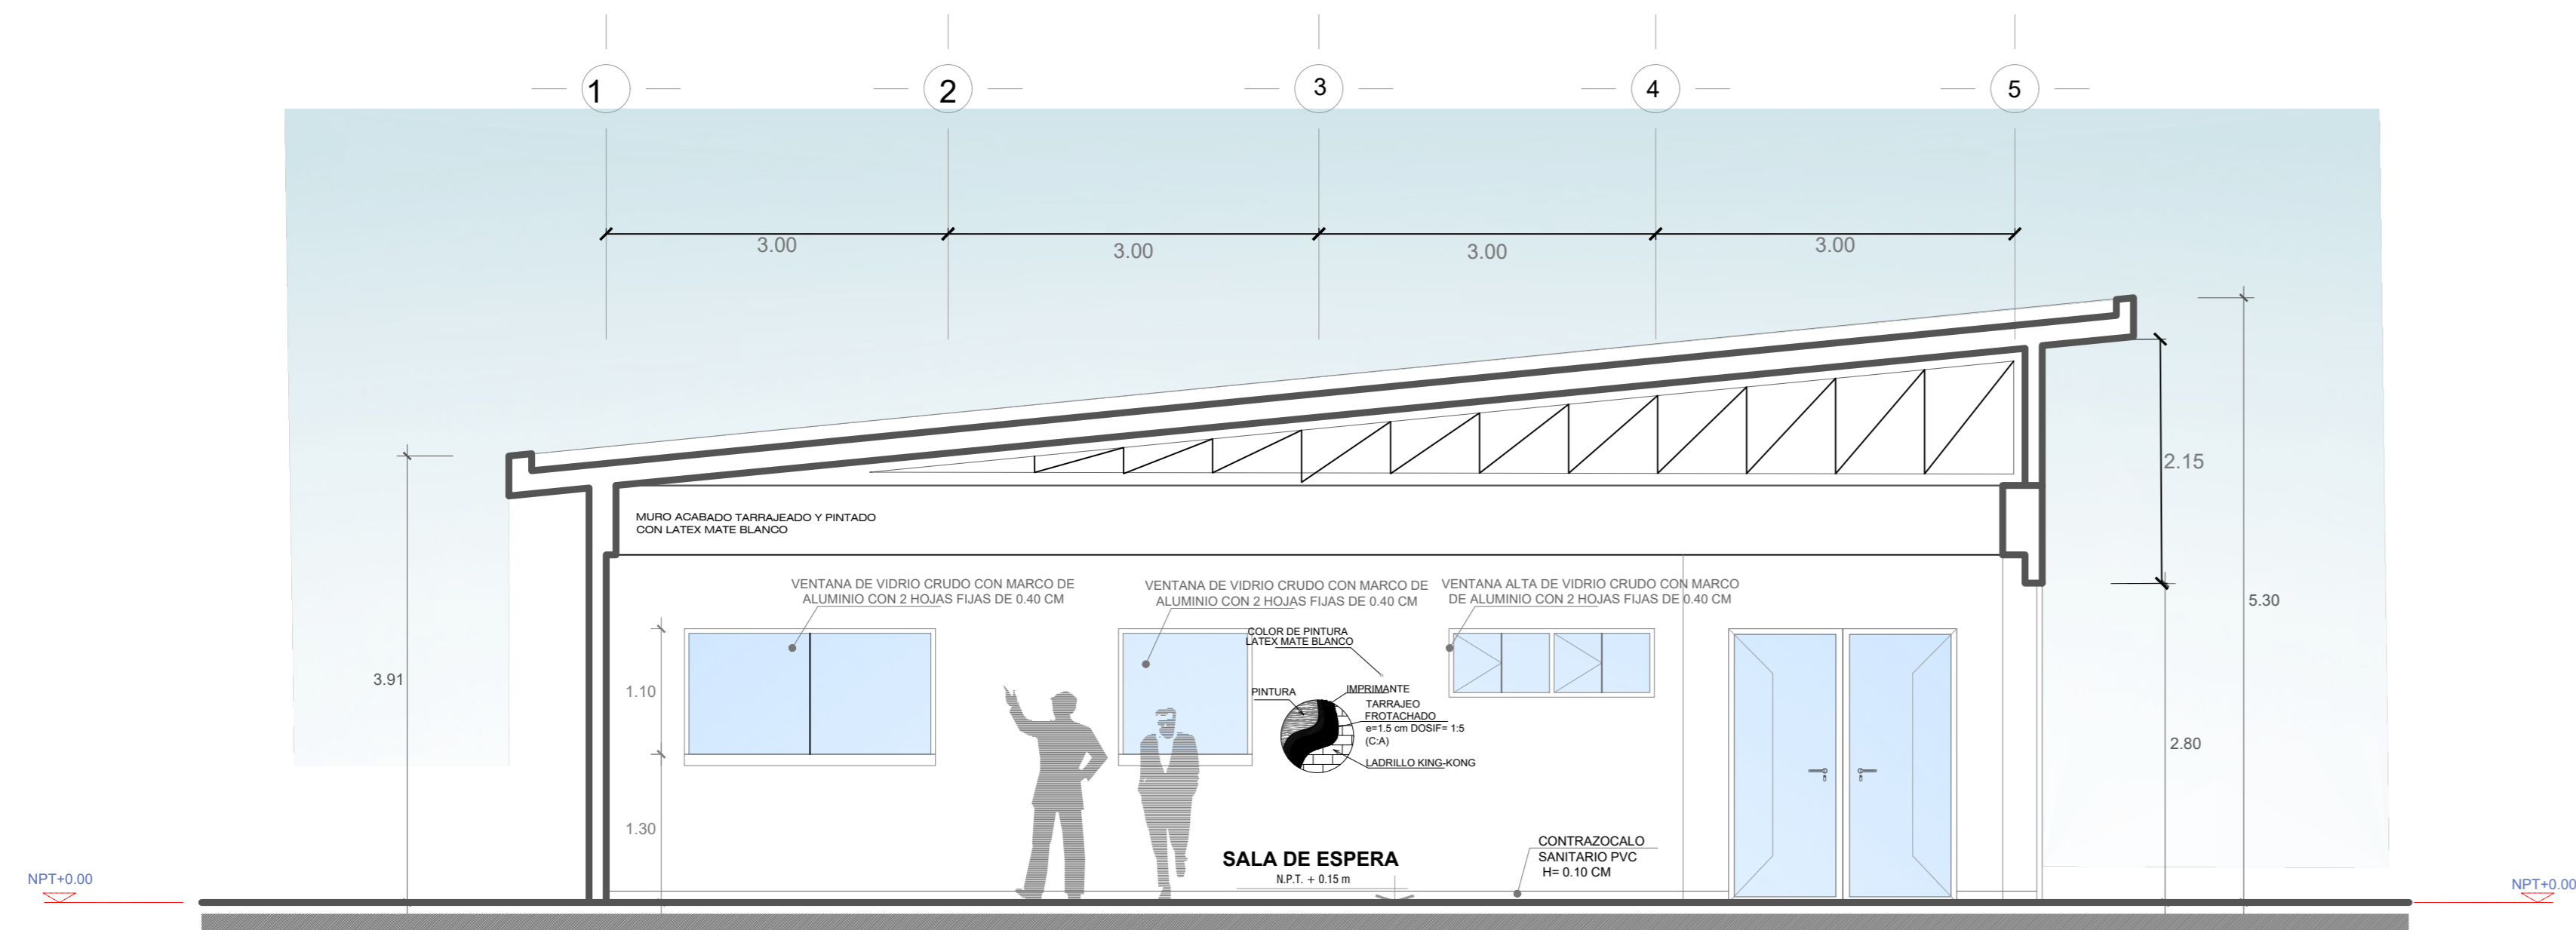 1
2
3
4
5
3.00
3.00
3.00
3.00
2.15
5.30
MURO ACABADO TARRAJEADO Y PINTADO
CON LATEX MATE BLANCO
VENTANA DE VIDRIO CRUDO CON MARCO DE
ALUMINIO CON 2 HOJAS FIJAS DE 0.40 CM
VENTANA DE VIDRIO CRUDO CON MARCO DE
ALUMINIO CON 2 HOJAS FIJAS DE 0.40 CM
VENTANA ALTA DE VIDRIO CRUDO CON MARCO
DE ALUMINIO CON 2 HOJAS FIJAS DE 0.40 CM
COLOR DE PINTURA
LATEX MATE BLANCO
3.91
1.10
PINTURA
IMPRIMANTE
TARRAJEO
FROTACHADO
e=1.5 cm DOSIF= 1:5
(C:A)
LADRILLO KING-KONG
2.80
1.30
SALA DE ESPERA
N.P.T. + 0.15 m
CONTRAZOCALO
SANITARIO PVC
H= 0.10 CM
NPT+0.00
NPT+0.00